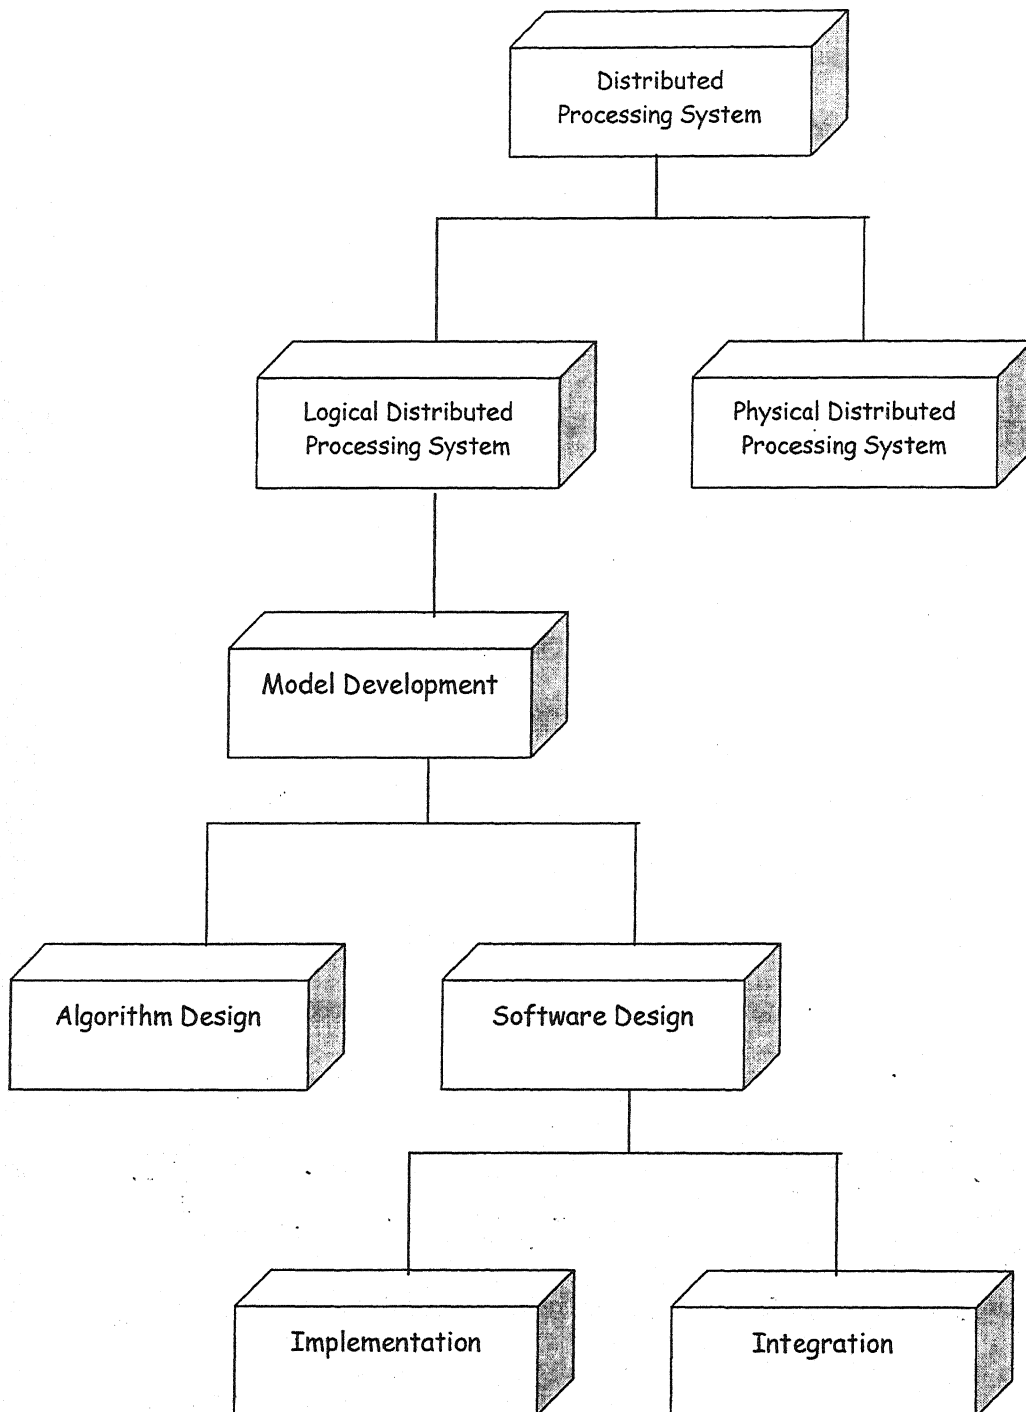 Distributed
Processing System
Logical Distributed
Processing System
Physical Distributed
Processing System
Model Development
Algorithm Design
Software Design
Implementation
Integration